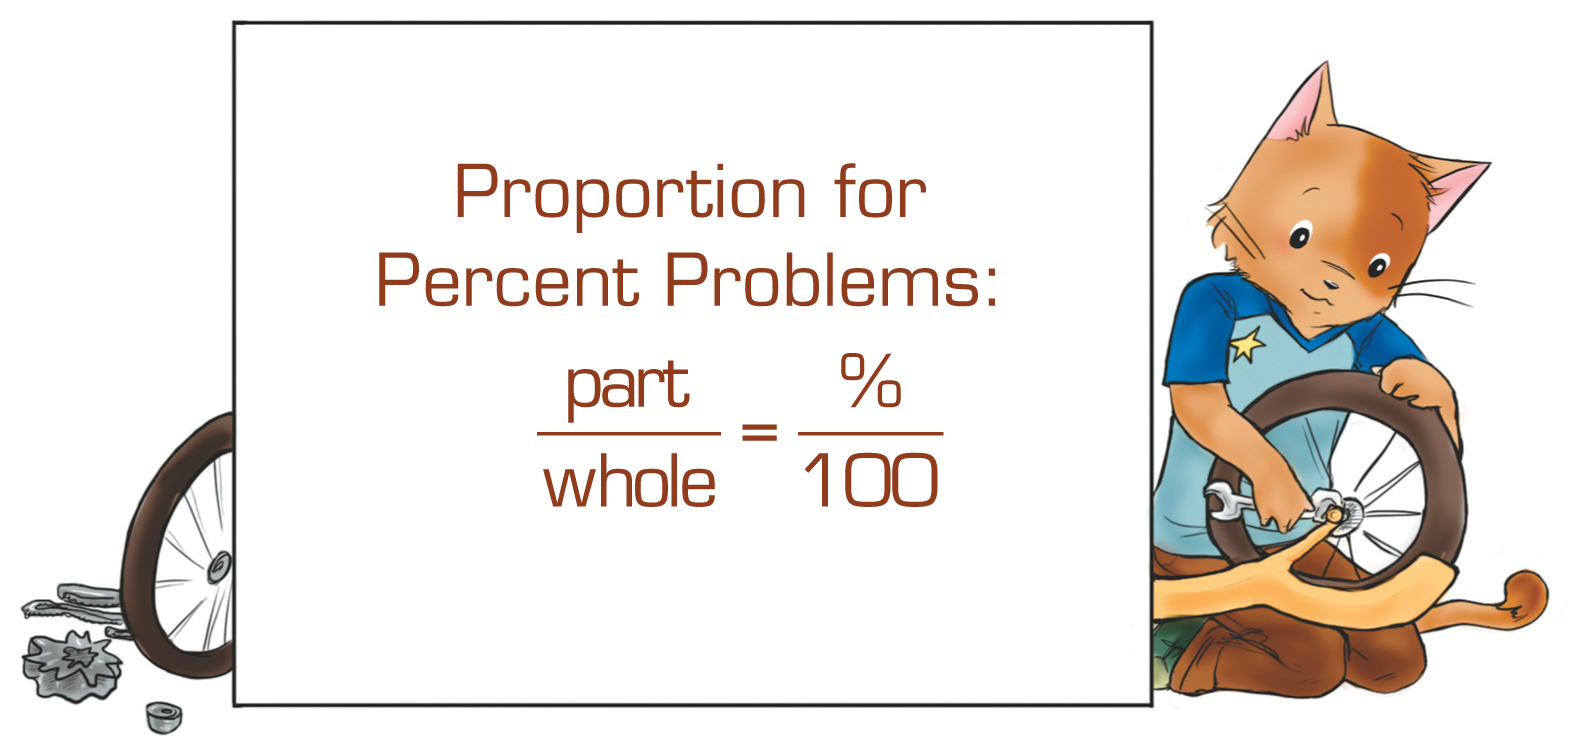 Proportion for
Percent Problems:
part % 
whole = 100